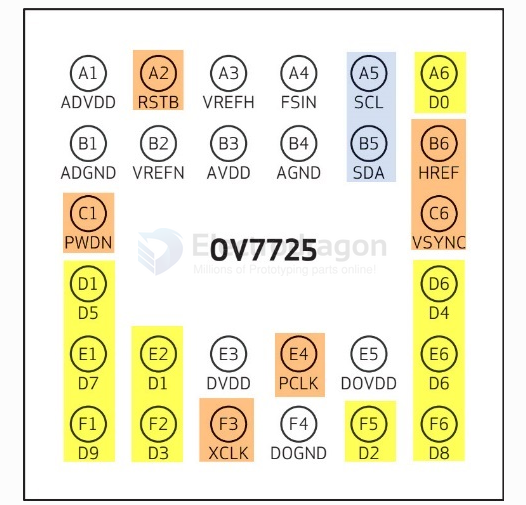 A1 A2 A3 A4 A5 A6
ADVDD RSTB VREFH FSIN SCL D0
B1 B2 B3 B4 B5 B6
ADGND VREFN AVDD AGND SDA HREF
C1 C6
PWDN VSYNC
ElectroDragon
OV7725
Millions of Prototyping parts online!
D1 D6
D5 D4
E1 E2 E3 E4 E5 E6
D7 D1 DVDD PCLK DOVDD D6
F1 F2 F3 F4 F5 F6
D9 D3 XCLK DOGND D2 D8